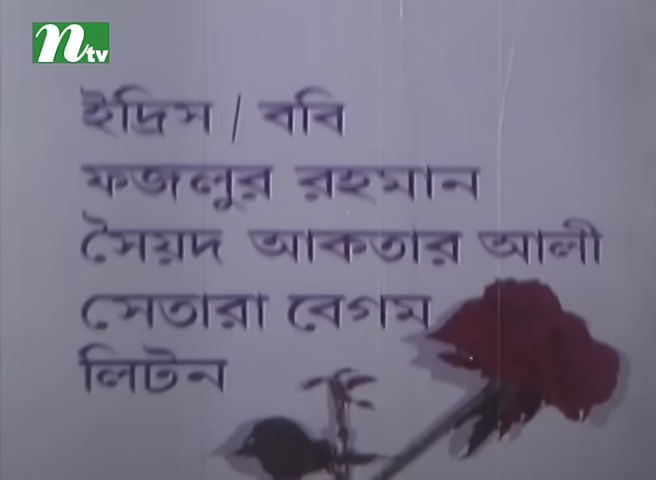 ntv
ইদ্রিস / ববি
ফজলুর রহমান
সৈয়দ আকতার আলী
সেতারা বেগম
লিটন